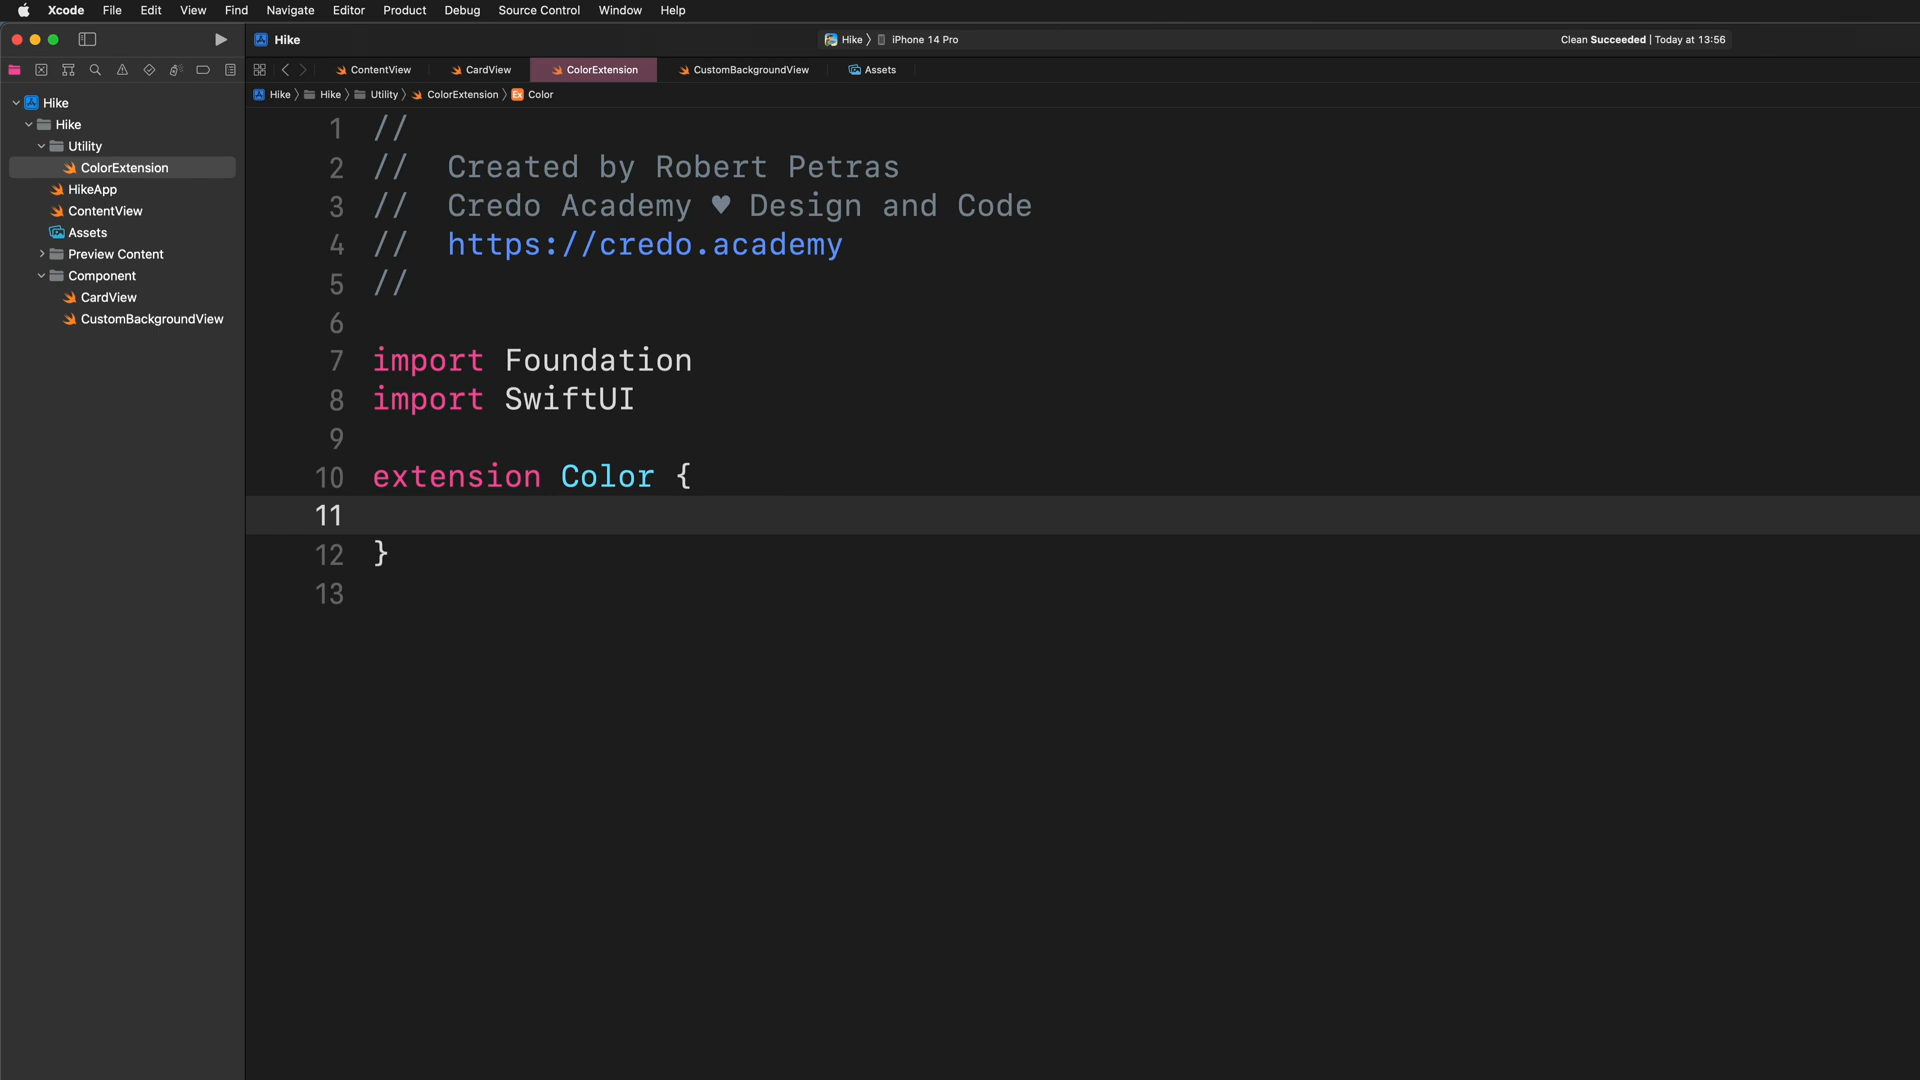 Xcode File Edit View Find Navigate Editor Product Debug Source Control Window Help
Hike
Hike 〉 iPhone 14 Pro
Clean Succeeded | Today at 13:56
ContentView CardView ColorExtension CustomBackgroundView Assets
Hike 〉 Hike 〉 Utility 〉 ColorExtension 〉 Ex Color
Hike
Hike
Utility
ColorExtension
HikeApp
ContentView
Assets
Preview Content
Component
CardView
CustomBackgroundView
1 //
2 //  Created by Robert Petras
3 //  Credo Academy ♥ Design and Code
4 //  https://credo.academy
5 //
6
7 import Foundation
8 import SwiftUI
9
10 extension Color {
11
12 }
13